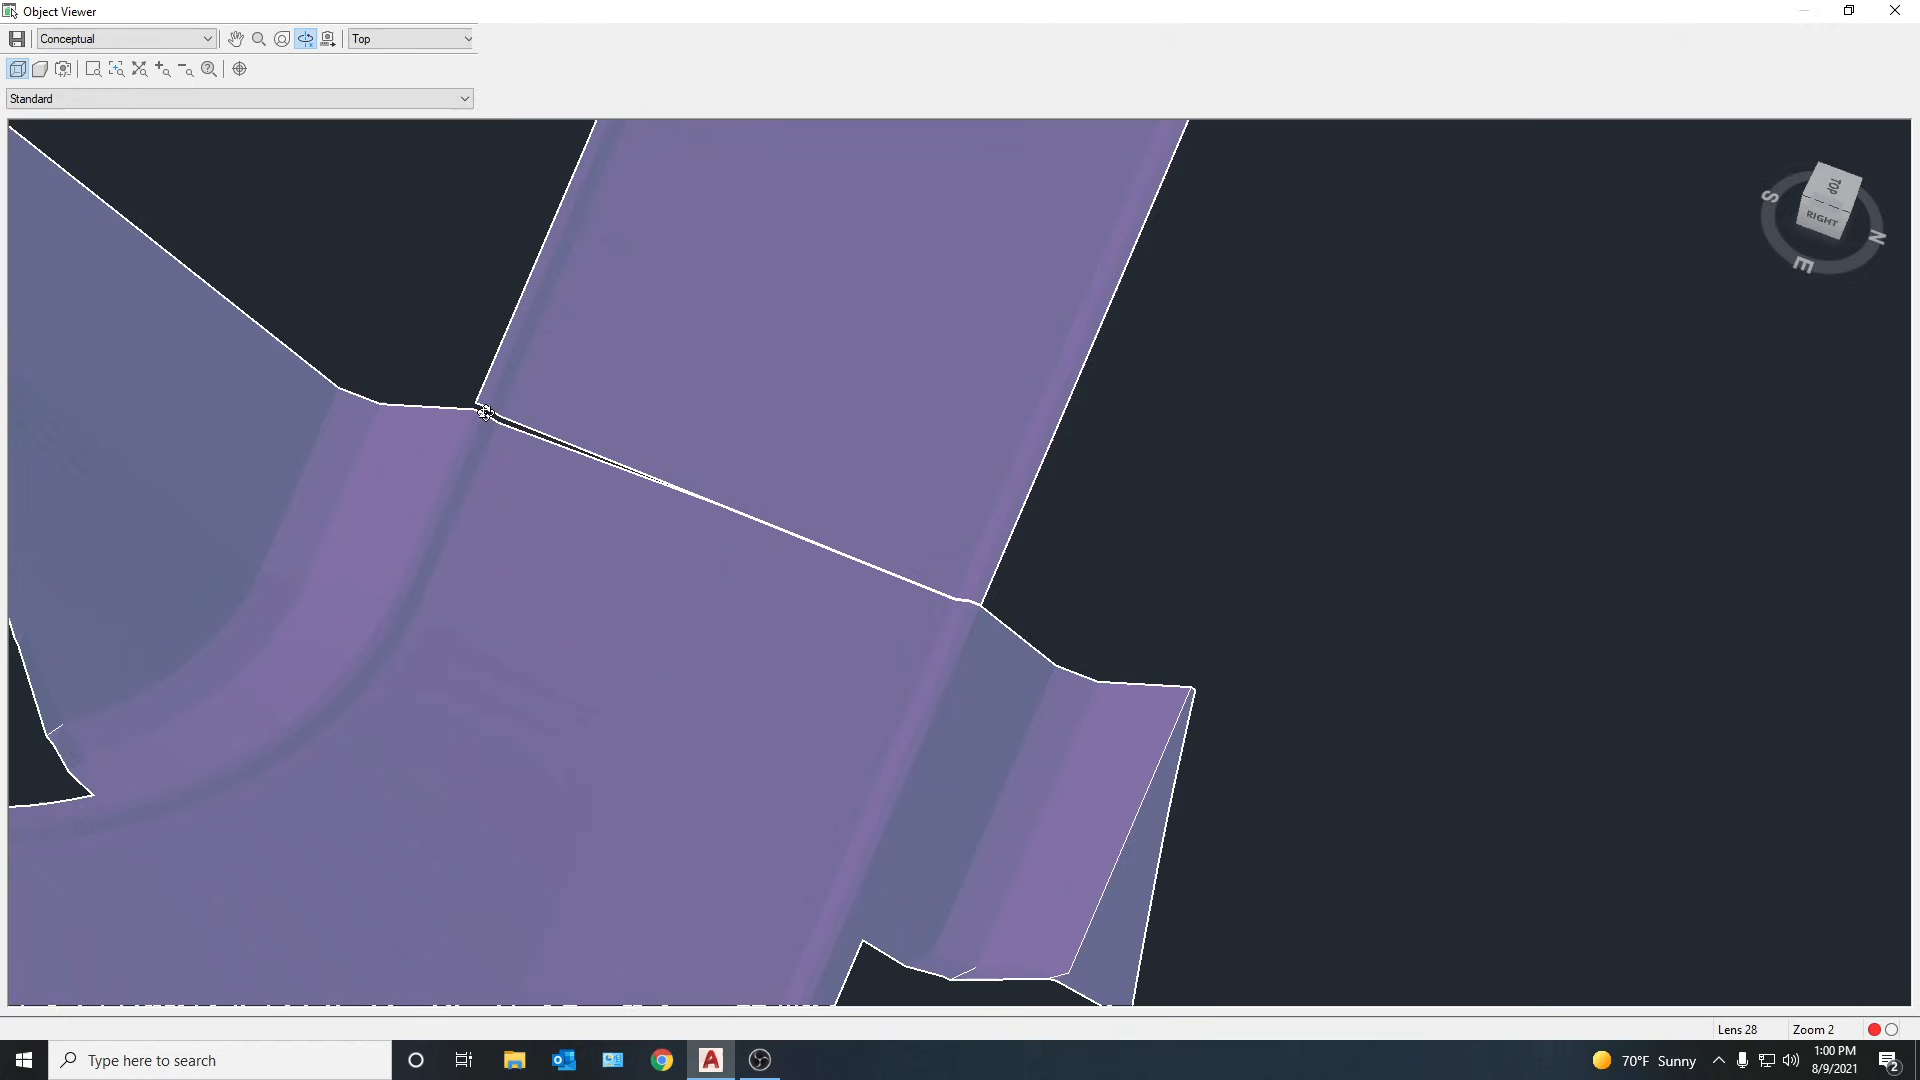 Object Viewer
Conceptual
Top
Standard
TOP
RIGHT
S
N
E
Lens 28
Zoom 2
Type here to search
70°F Sunny
1:00 PM
8/9/2021
2